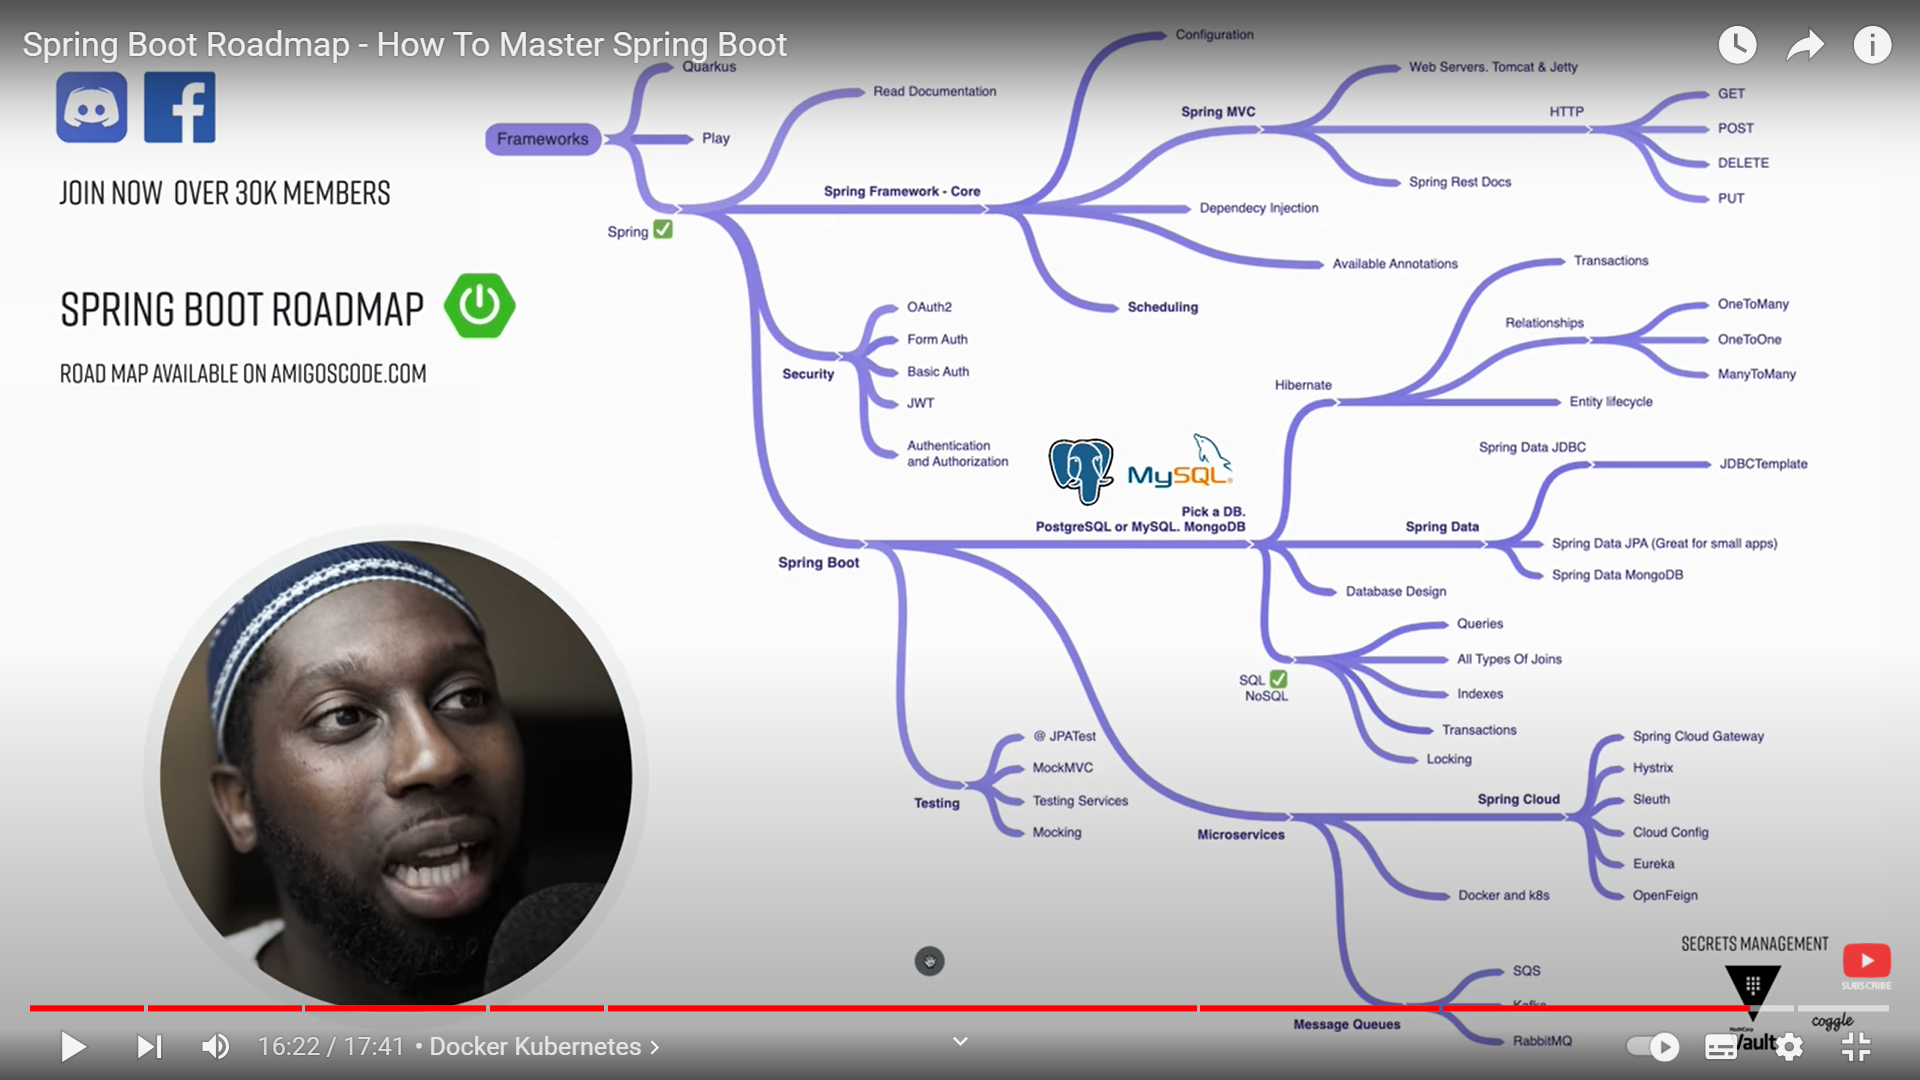 Spring Boot Roadmap - How To Master Spring Boot
JOIN NOW OVER 30K MEMBERS
SPRING BOOT ROADMAP
ROAD MAP AVAILABLE ON AMIGOSCODE.COM
Frameworks
Quarkus
Play
Spring
Read Documentation
Spring Framework - Core
Configuration
Spring MVC
Web Servers. Tomcat & Jetty
HTTP
GET
POST
DELETE
PUT
Spring Rest Docs
Dependecy Injection
Available Annotations
Scheduling
Security
OAuth2
Form Auth
Basic Auth
JWT
Authentication
and Authorization
Spring Boot
MySQL
Pick a DB.
PostgreSQL or MySQL. MongoDB
Hibernate
Transactions
Relationships
OneToMany
OneToOne
ManyToMany
Entity lifecycle
Spring Data
Spring Data JDBC
JDBCTemplate
Spring Data JPA (Great for small apps)
Spring Data MongoDB
Database Design
SQL
NoSQL
Queries
All Types Of Joins
Indexes
Transactions
Locking
Testing
@ JPATest
MockMVC
Testing Services
Mocking
Microservices
Spring Cloud
Spring Cloud Gateway
Hystrix
Sleuth
Cloud Config
Eureka
OpenFeign
Docker and k8s
Message Queues
SQS
Kafka
RabbitMQ
SECRETS MANAGEMENT
SUBSCRIBE
HashiCorp
Vault
coggle
16:22 / 17:41 • Docker Kubernetes